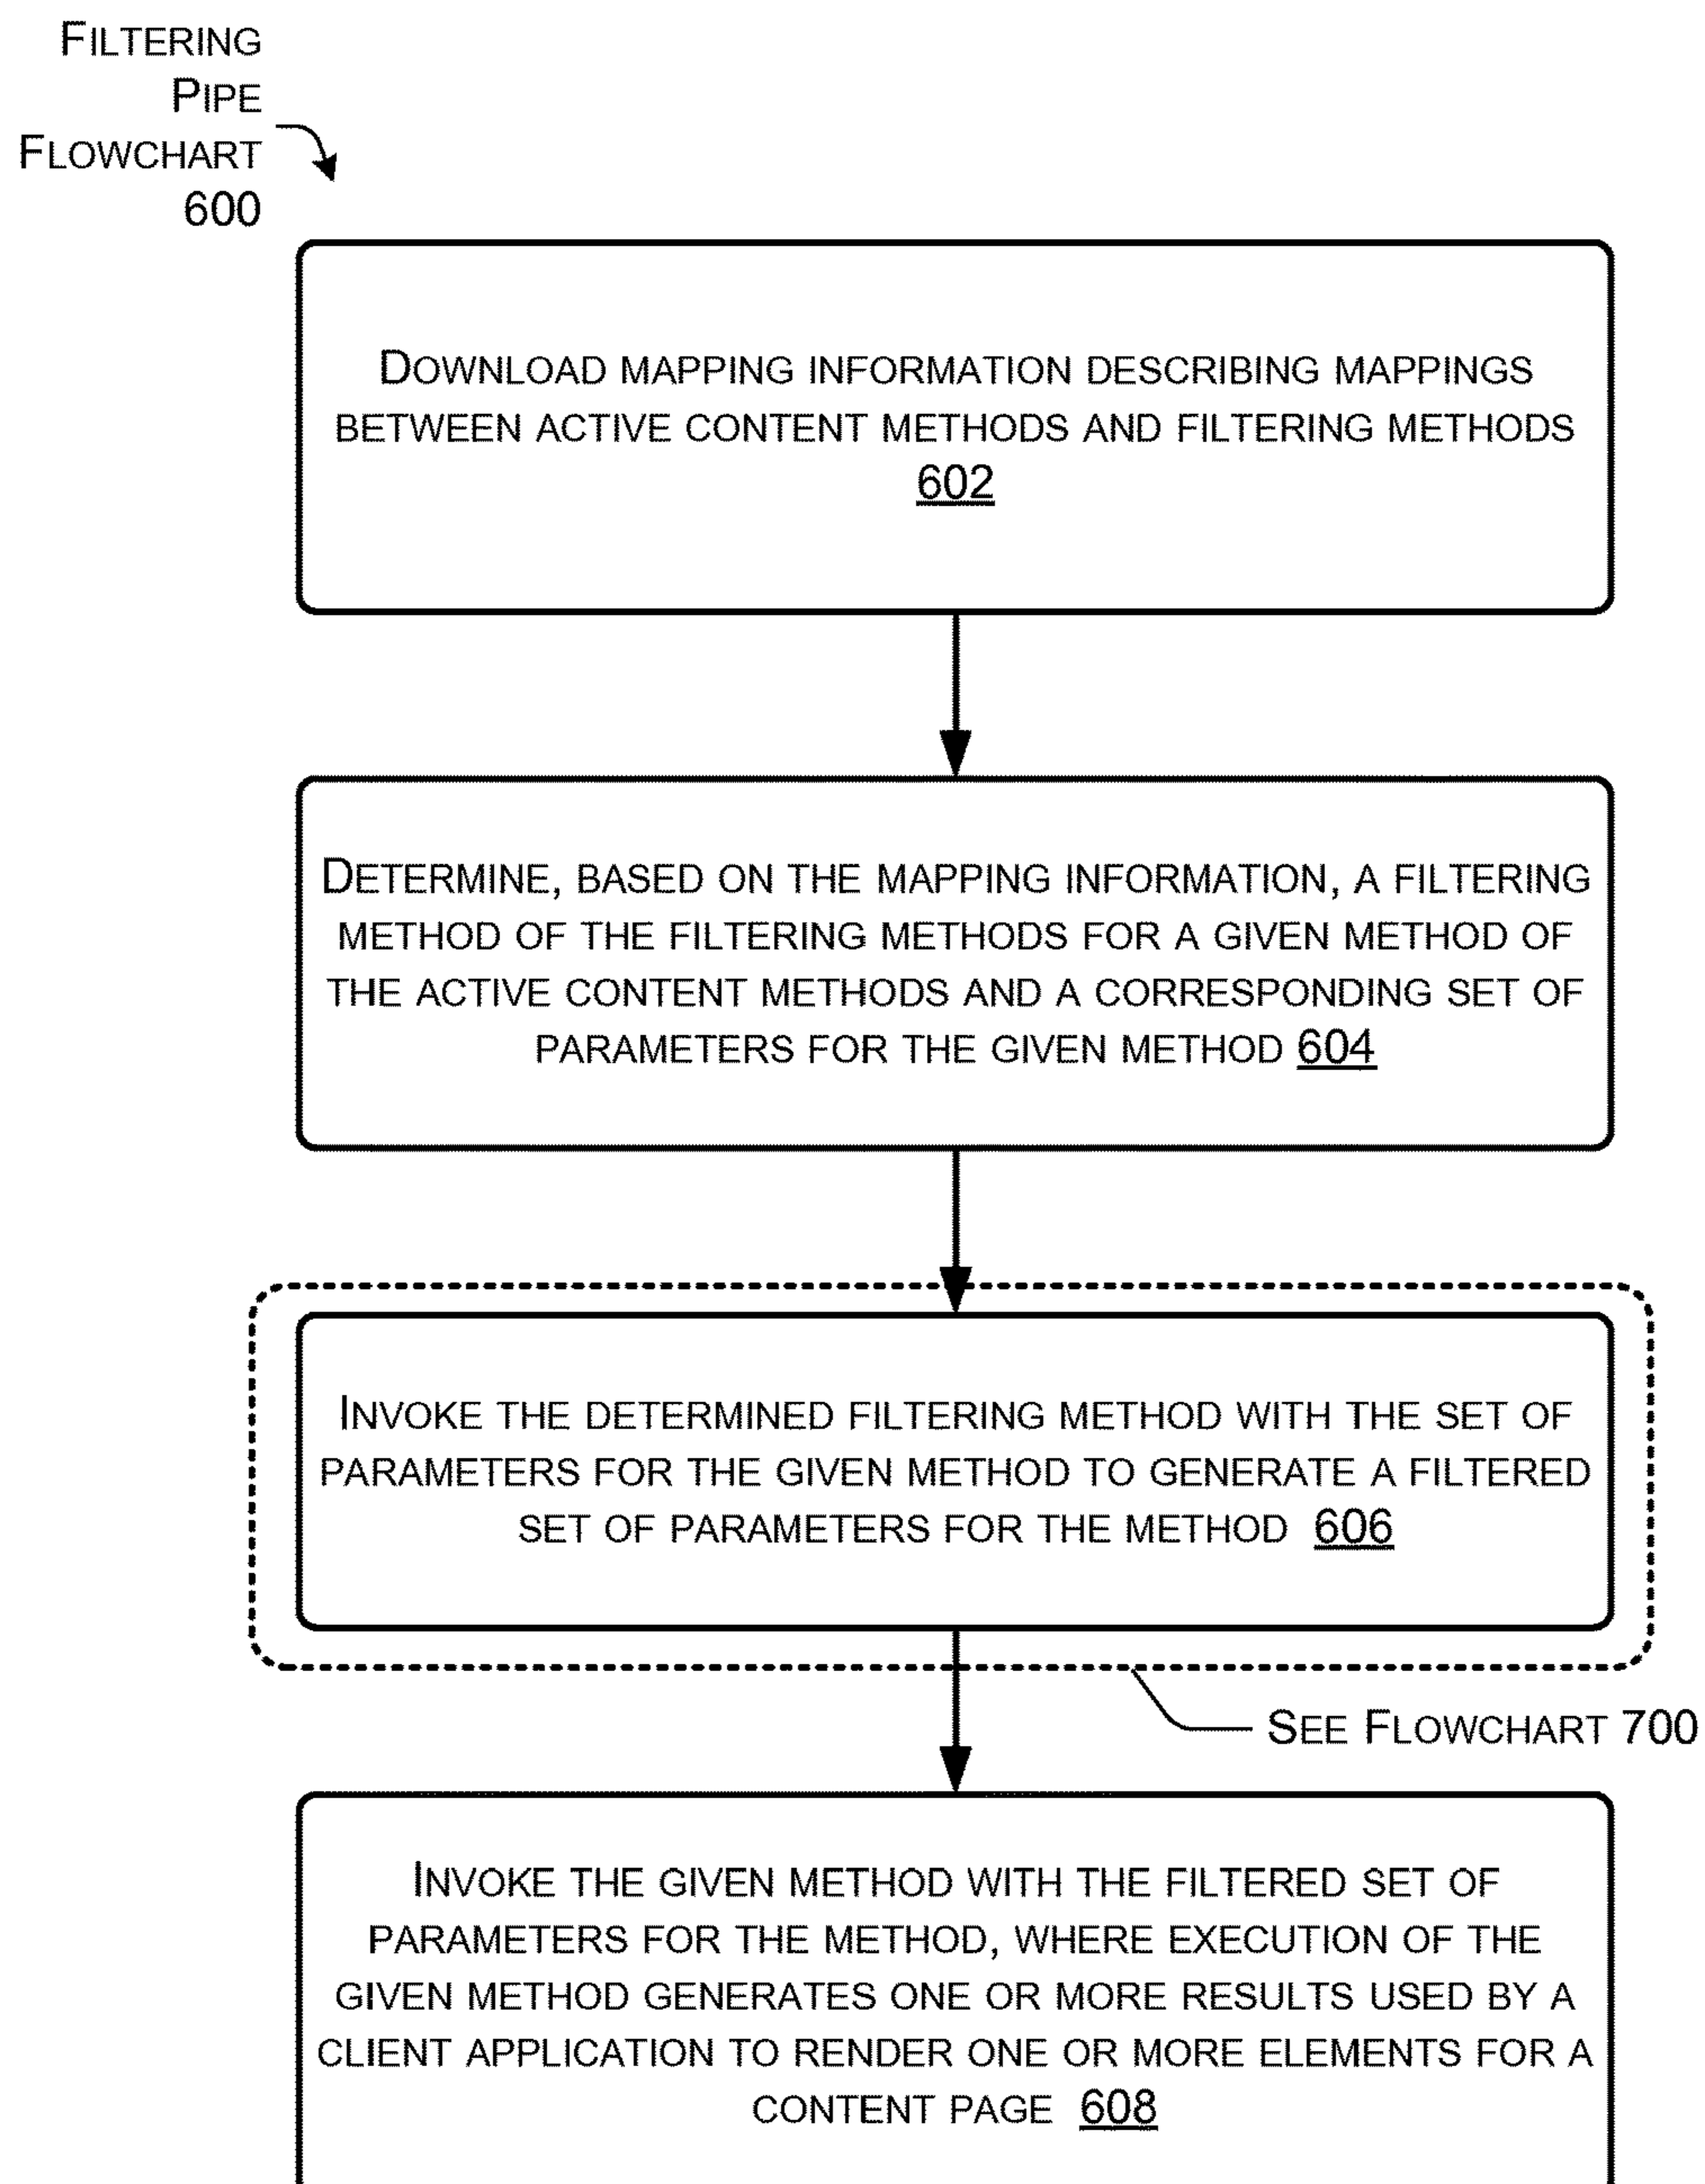 FILTERING
PIPE
FLOWCHART
600
DOWNLOAD MAPPING INFORMATION DESCRIBING MAPPINGS
BETWEEN ACTIVE CONTENT METHODS AND FILTERING METHODS
602
DETERMINE, BASED ON THE MAPPING INFORMATION, A FILTERING
METHOD OF THE FILTERING METHODS FOR A GIVEN METHOD OF
THE ACTIVE CONTENT METHODS AND A CORRESPONDING SET OF
PARAMETERS FOR THE GIVEN METHOD 604
INVOKE THE DETERMINED FILTERING METHOD WITH THE SET OF
PARAMETERS FOR THE GIVEN METHOD TO GENERATE A FILTERED
SET OF PARAMETERS FOR THE METHOD 606
SEE FLOWCHART 700
INVOKE THE GIVEN METHOD WITH THE FILTERED SET OF
PARAMETERS FOR THE METHOD, WHERE EXECUTION OF THE
GIVEN METHOD GENERATES ONE OR MORE RESULTS USED BY A
CLIENT APPLICATION TO RENDER ONE OR MORE ELEMENTS FOR A
CONTENT PAGE 608